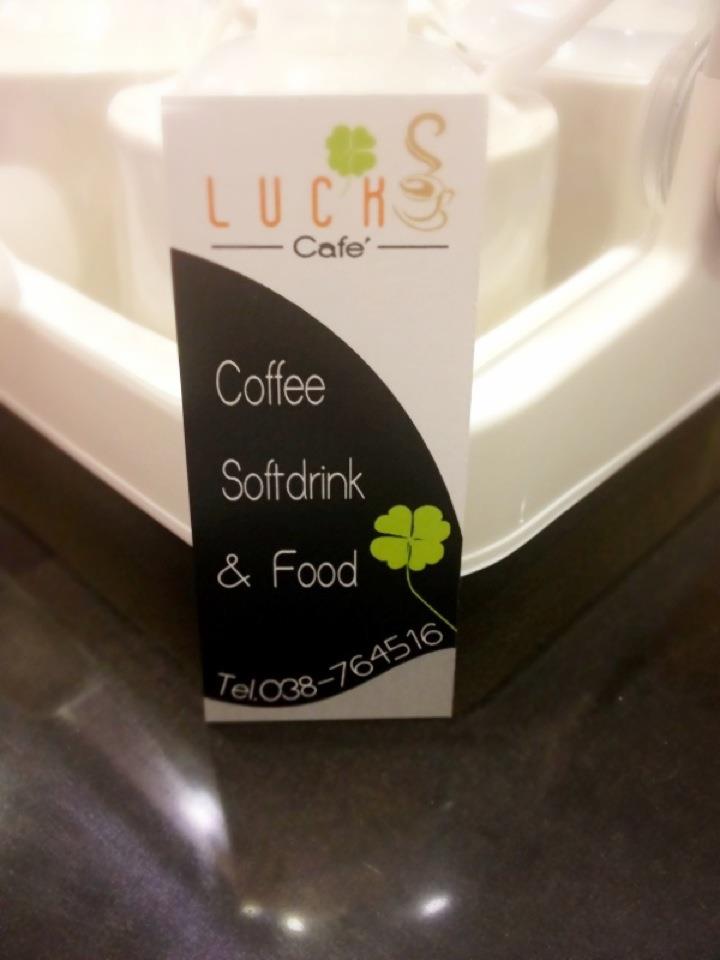 LUCK
Cafe´
Coffee
Softdrink
& Food
Tel.038-764516